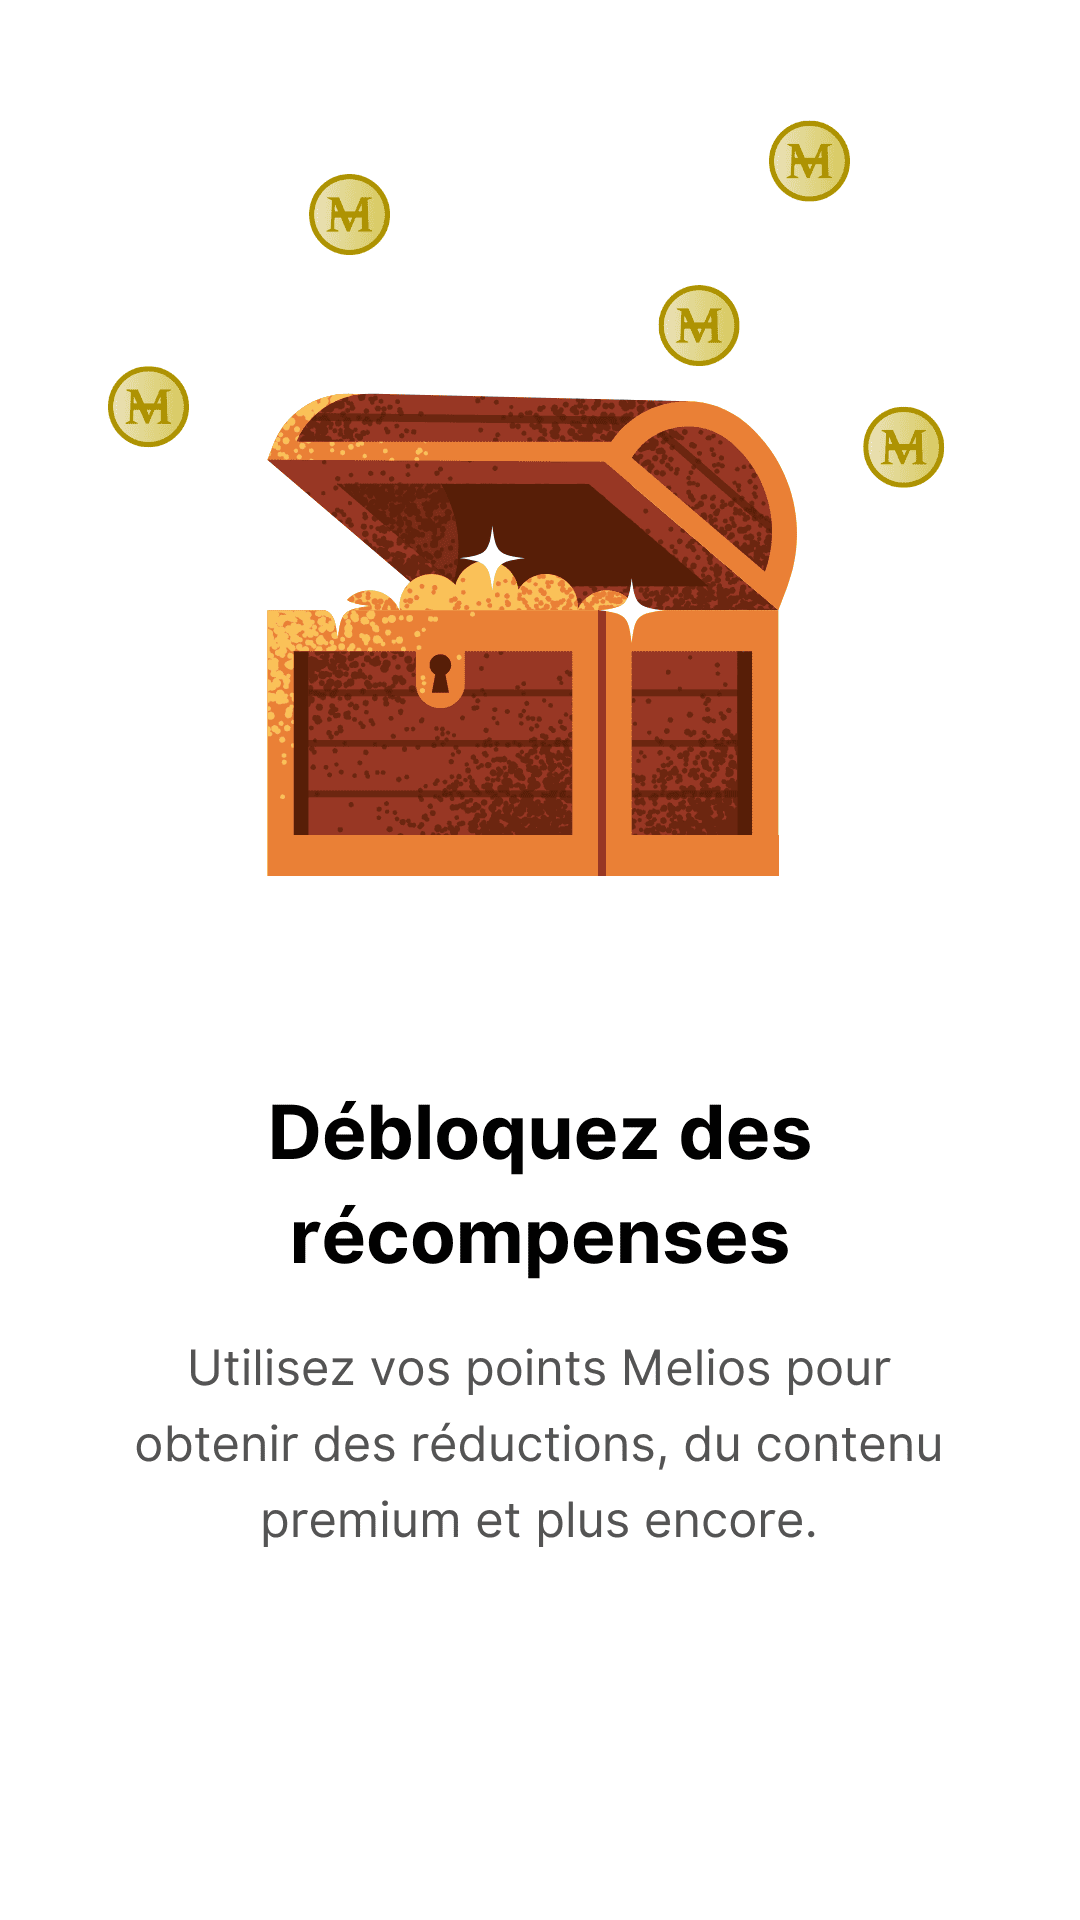 M
M
M
M
M
Débloquez des
récompenses
Utilisez vos points Melios pour
obtenir des réductions, du contenu
premium et plus encore.